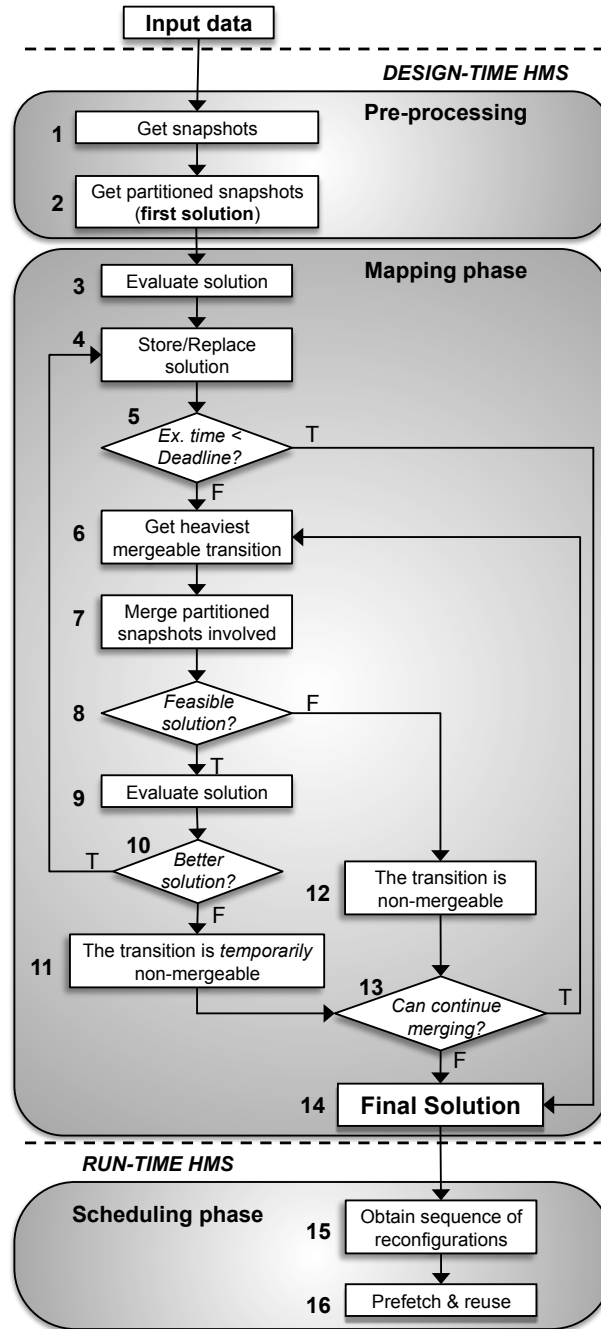 Input data
DESIGN-TIME HMS
Pre-processing
1
Get snapshots
2
Get partitioned snapshots
(first solution)
Mapping phase
3
Evaluate solution
4
Store/Replace
solution
5
Ex. time <
Deadline?
T
F
6
Get heaviest
mergeable transition
7
Merge partitioned
snapshots involved
8
Feasible
solution?
F
T
9
Evaluate solution
10
Better
solution?
T
F
11
The transition is temporarily
non-mergeable
12
The transition is
non-mergeable
13
Can continue
merging?
T
F
14
Final Solution
RUN-TIME HMS
Scheduling phase
15
Obtain sequence of
reconfigurations
16
Prefetch & reuse